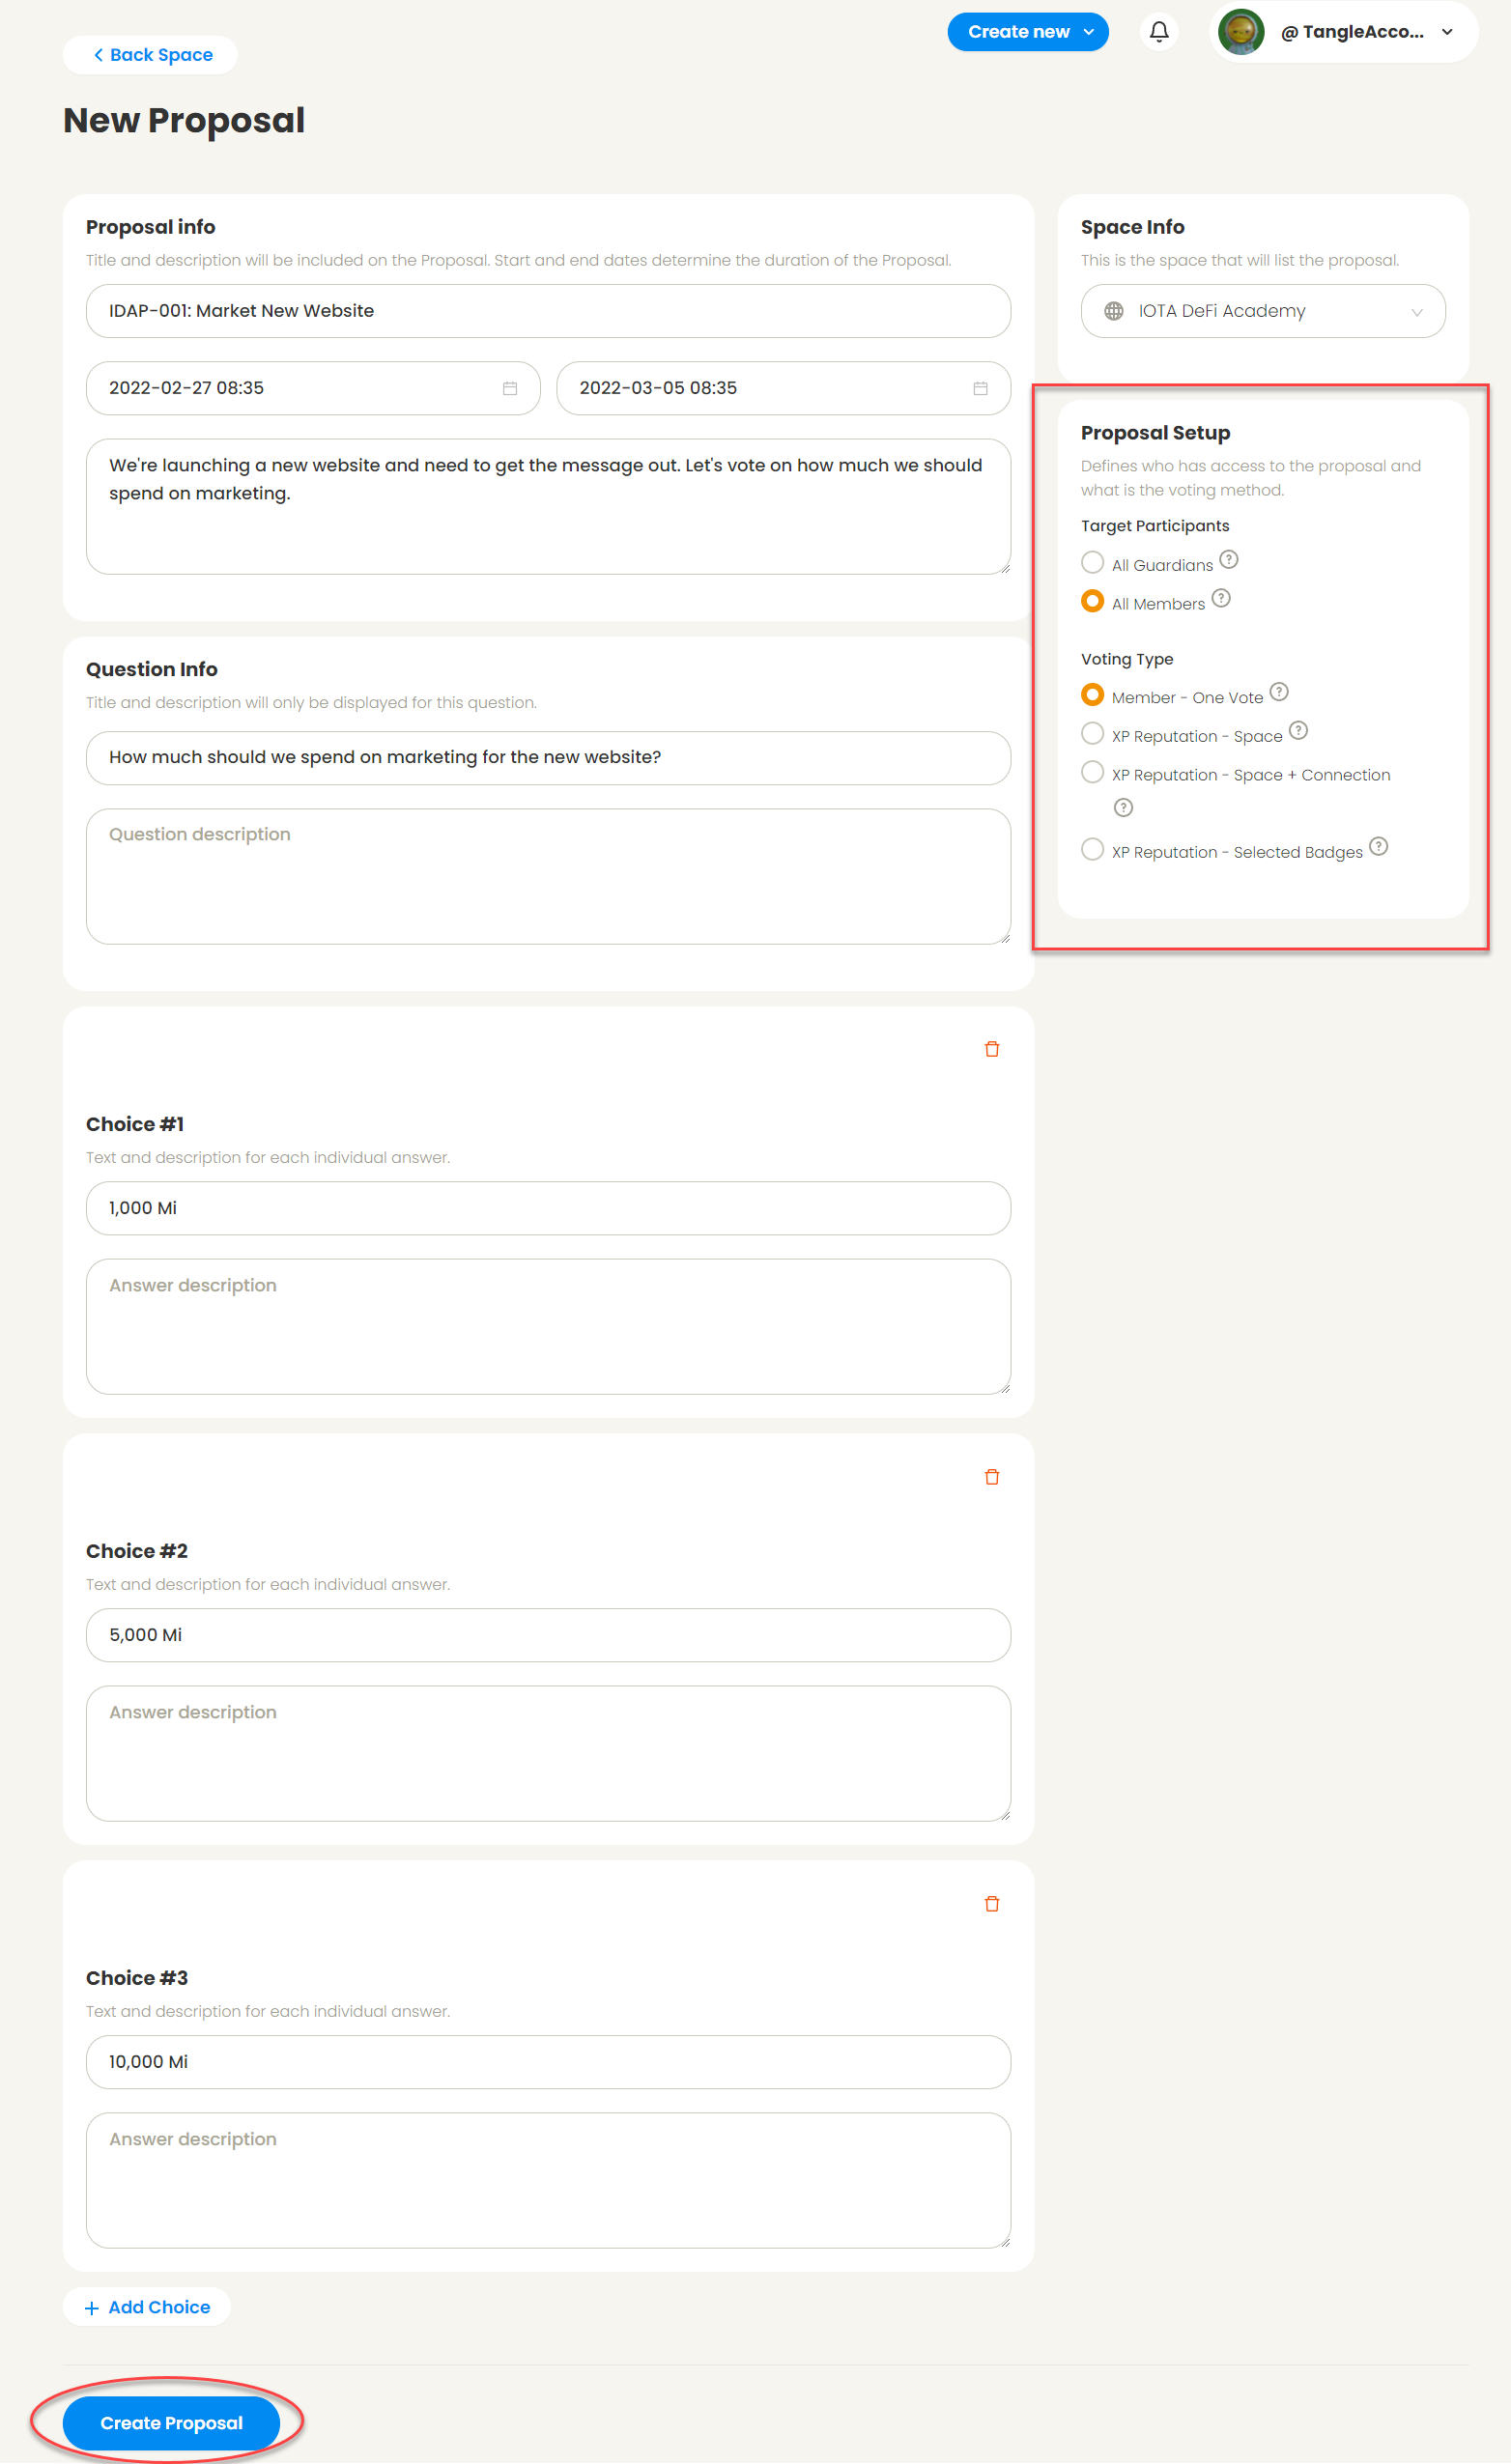 Back Space
Create new
@ TangleAcco...
New Proposal
Proposal info
Title and description will be included on the Proposal. Start and end dates determine the duration of the Proposal.
IDAP-001: Market New Website
2022-02-27 08:35
2022-03-05 08:35
We're launching a new website and need to get the message out. Let's vote on how much we should
spend on marketing.
Question Info
Title and description will only be displayed for this question.
How much should we spend on marketing for the new website?
Question description
Choice #1
Text and description for each individual answer.
1,000 Mi
Answer description
Choice #2
Text and description for each individual answer.
5,000 Mi
Answer description
Choice #3
Text and description for each individual answer.
10,000 Mi
Answer description
+ Add Choice
Create Proposal
Space Info
This is the space that will list the proposal.
IOTA DeFi Academy
Proposal Setup
Defines who has access to the proposal and
what is the voting method.
Target Participants
All Guardians ?
All Members ?
Voting Type
Member - One Vote ?
XP Reputation - Space ?
XP Reputation - Space + Connection
?
XP Reputation - Selected Badges ?